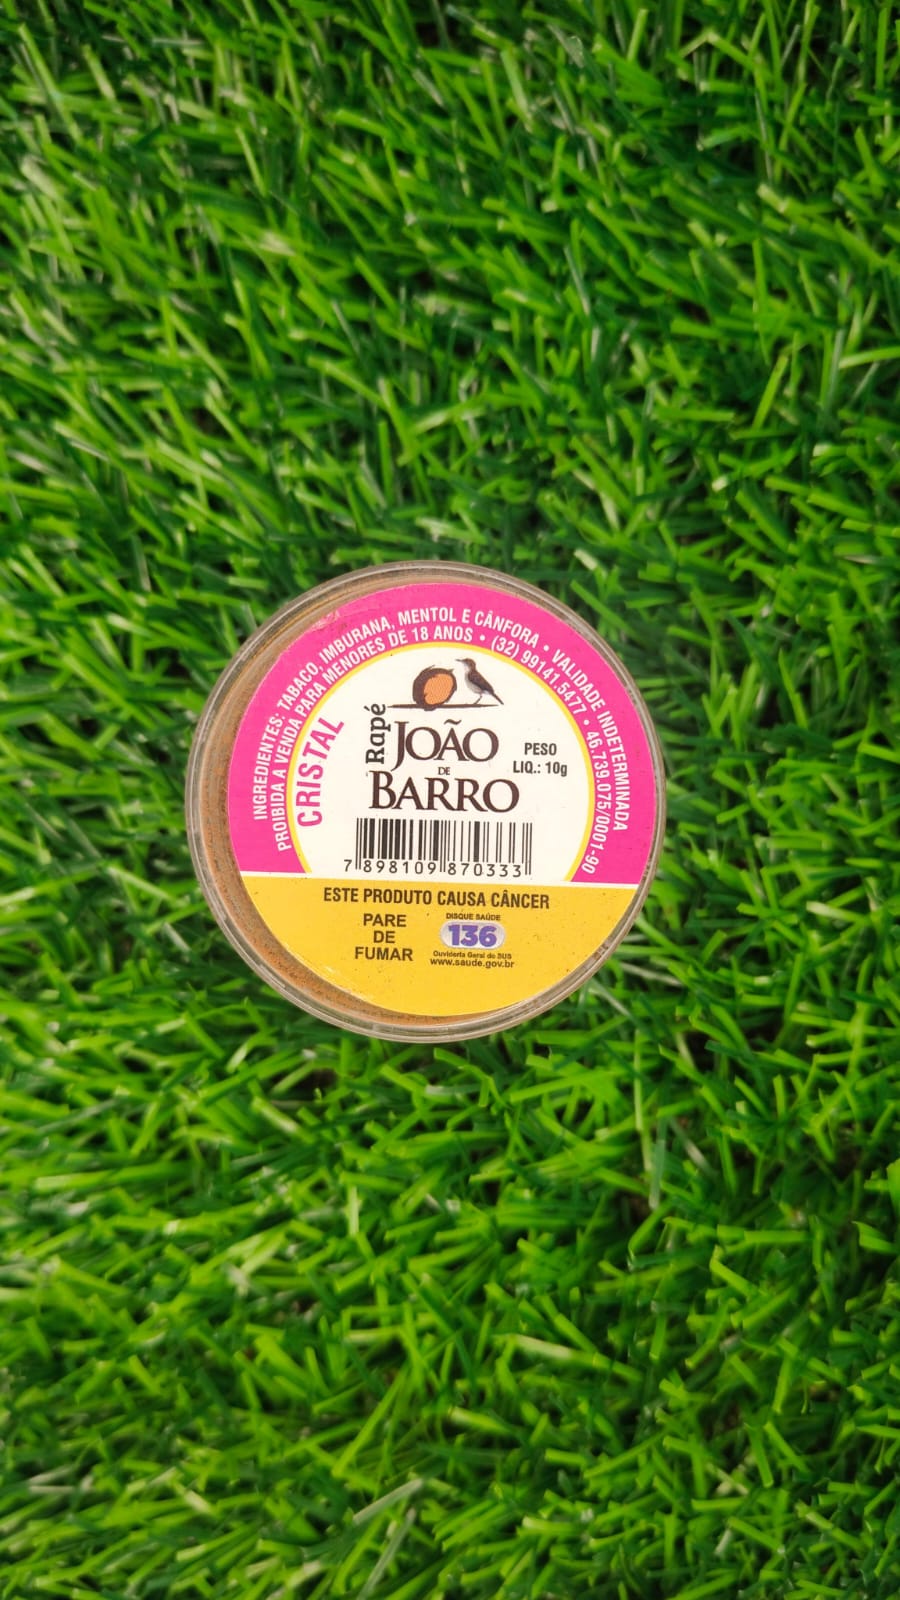 INGREDIENTES: TABACO, IMBURANA, MENTOL E CÂNFORA • VALIDADE INDETERMINADA
PROIBIDA A VENDA PARA MENORES DE 18 ANOS • (32) 99141.5477 • 46.739.075/0001-90
CRISTAL
Rapé
JOÃO
DE
BARRO
PESO
LIQ.: 10g
7 898109 870333
ESTE PRODUTO CAUSA CÂNCER
PARE
DE
FUMAR
DISQUE SAÚDE
136
Ouvidoria Geral do SUS
www.saude.gov.br